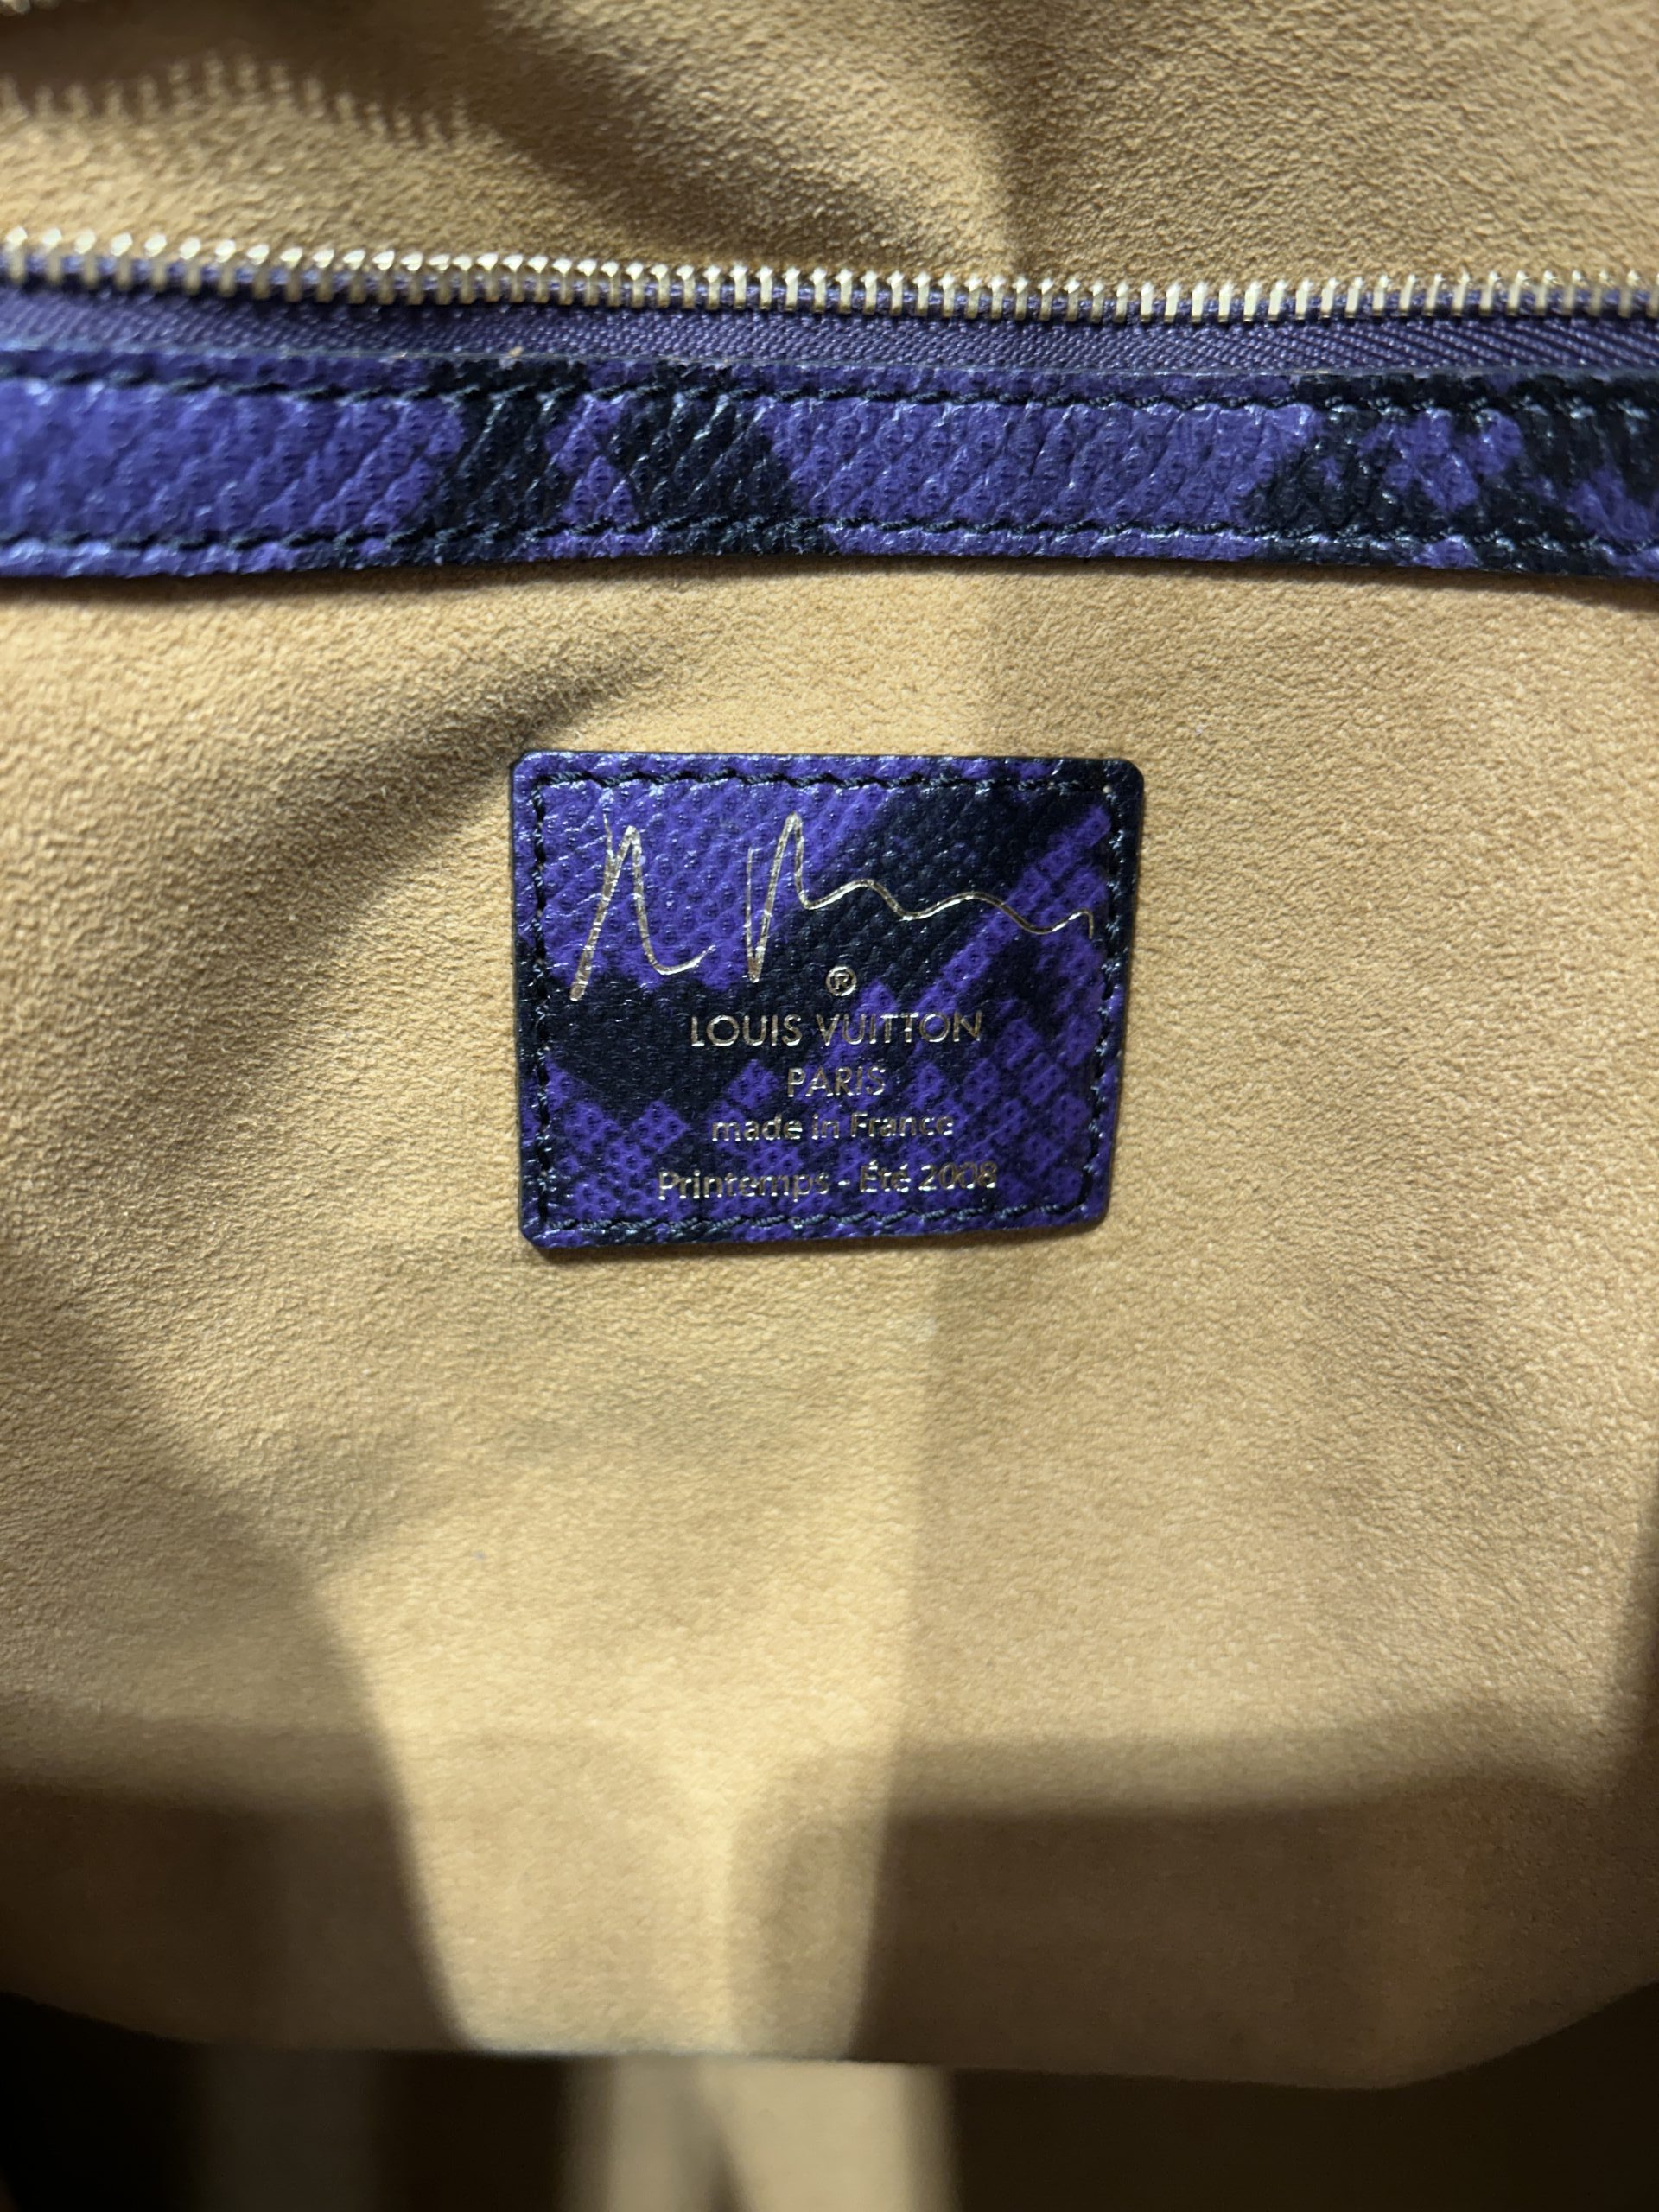 ®
LOUIS VUITTON
PARIS
made in France
Printemps - Été 2008